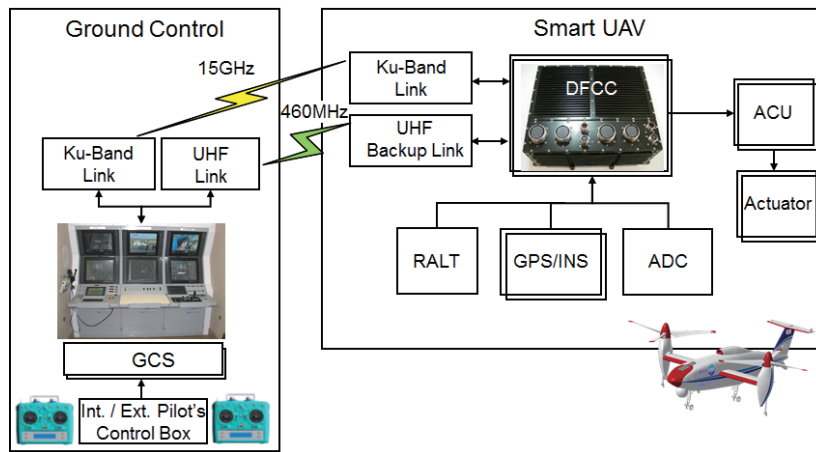 Ground Control
Smart UAV
15GHz
460MHz
Ku-Band
Link
UHF
Link
Ku-Band
Link
UHF
Backup Link
DFCC
ACU
Actuator
RALT
GPS/INS
ADC
GCS
Int. / Ext. Pilot's
Control Box